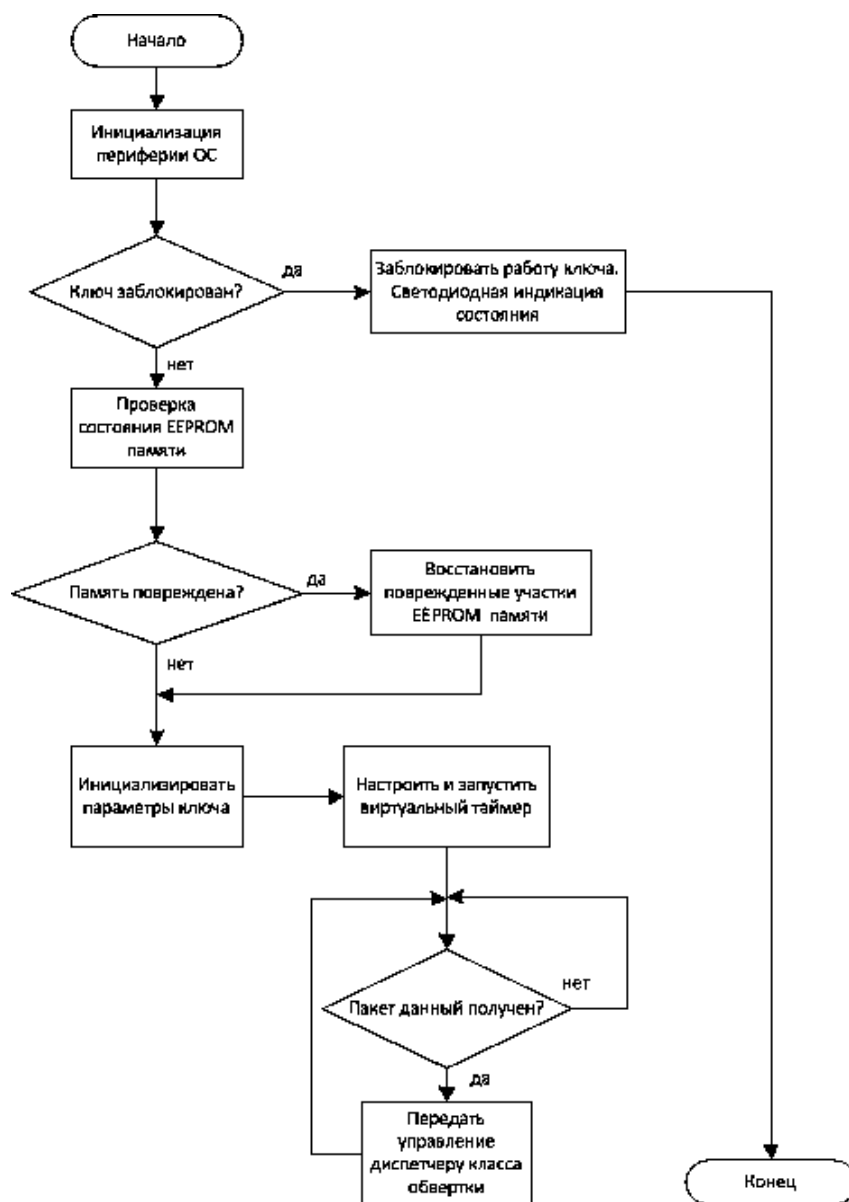 Начало
Инициализация
периферии ОС
Ключ заблокирован?
да
Заблокировать работу ключа.
Светодиодная индикация
состояния
нет
Проверка
состояния EEPROM
памяти
Память повреждена?
да
Восстановить
поврежденные участки
EEPROM памяти
нет
Инициализировать
параметры ключа
Настроить и запустить
виртуальный таймер
Пакет данный получен?
нет
да
Передать
управление
диспетчеру класса
обвертки
Конец